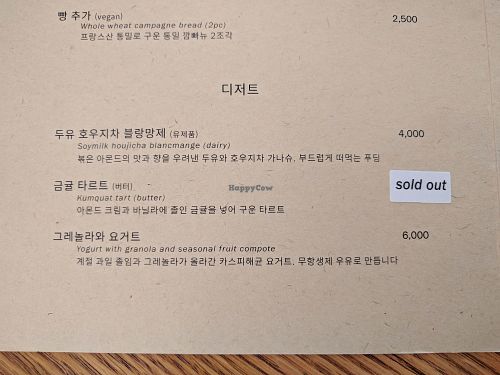 빵 추가 (vegan) 2,500
Whole wheat campagne bread (2pc)
프랑스산 통밀로 구운 통밀 깜빠뉴 2조각
디저트
두유 호우지차 블랑망제 (유제품) 4,000
Soymilk houjicha blancmange (dairy)
볶은 아몬드의 맛과 향을 우려낸 두유와 호우지차 가나슈. 부드럽게 떠먹는 푸딩
금귤 타르트 (버터) sold out
Kumquat tart (butter)
아몬드 크림과 바닐라에 졸인 금귤을 넣어 구운 타르트
그레놀라와 요거트 6,000
Yogurt with granola and seasonal fruit compote
계절 과일 졸임과 그레놀라가 올라간 카스피해균 요거트. 무항생제 우유로 만듭니다
HappyCow